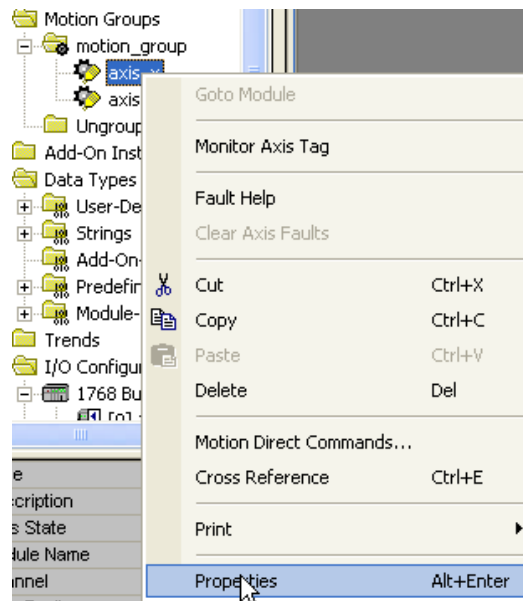 Motion Groups
motion_group
axis_x
axis
Ungroup
Add-On Inst
Data Types
User-De
Strings
Add-On-
Predefin
Module-
Trends
I/O Configur
1768 Bu
Goto Module
Monitor Axis Tag
Fault Help
Clear Axis Faults
Cut Ctrl+X
Copy Ctrl+C
Paste Ctrl+V
Delete Del
Motion Direct Commands...
Cross Reference Ctrl+E
Print
Properties Alt+Enter
e
cription
s State
dule Name
nnel